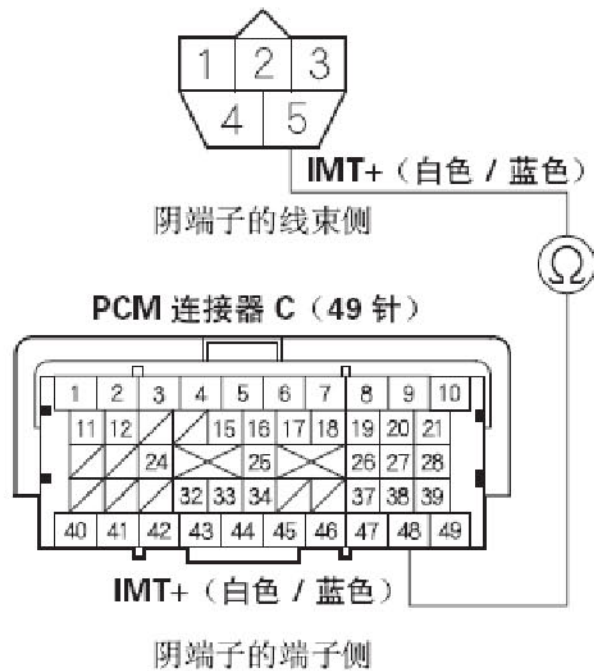 1 2 3
4 5
IMT+（白色 / 蓝色）
阴端子的线束侧
Ω
PCM 连接器 C（49 针）
1 2 3 4 5 6 7 8 9 10
11 12 15 16 17 18 19 20 21
24 25 26 27 28
32 33 34 37 38 39
40 41 42 43 44 45 46 47 48 49
IMT+（白色 / 蓝色）
阴端子的端子侧